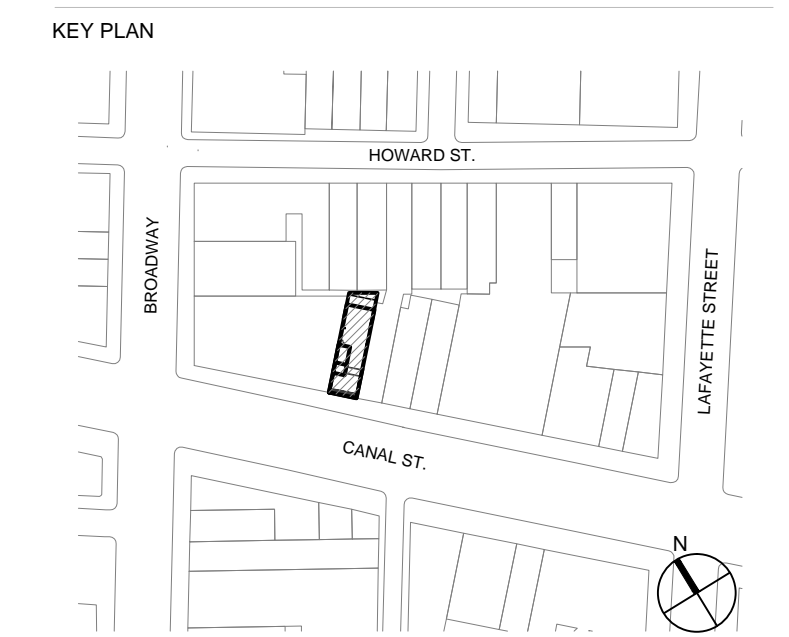 KEY PLAN
HOWARD ST.
BROADWAY
LAFAYETTE STREET
CANAL ST.
N